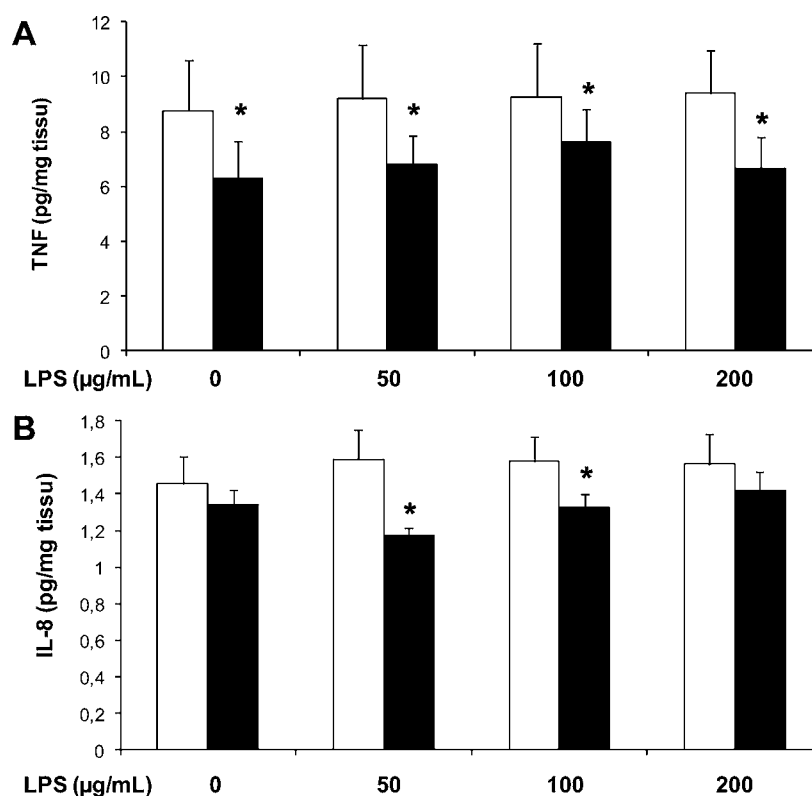 A
TNF (pg/mg tissu)
12
10
8
6
4
2
0
* * * *
LPS (µg/mL) 0 50 100 200
B
IL-8 (pg/mg tissu)
1,8
1,6
1,4
1,2
1
0,8
0,6
0,4
0,2
0
* *
LPS (µg/mL) 0 50 100 200